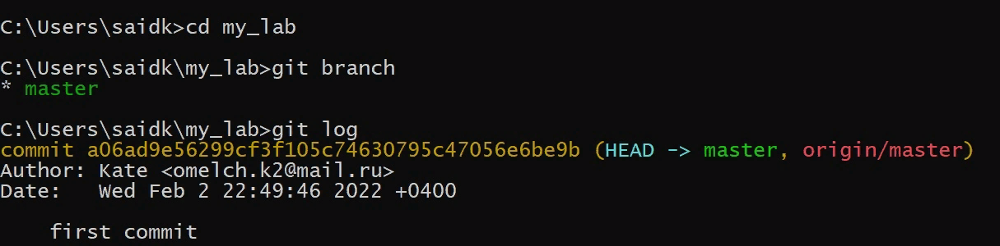 C:\Users\saidk>cd my_lab
C:\Users\saidk\my_lab>git branch
* master
C:\Users\saidk\my_lab>git log
commit a06ad9e56299cf3f105c74630795c47056e6be9b (HEAD -> master, origin/master)
Author: Kate <omelch.k2@mail.ru>
Date:   Wed Feb 2 22:49:46 2022 +0400
    first commit